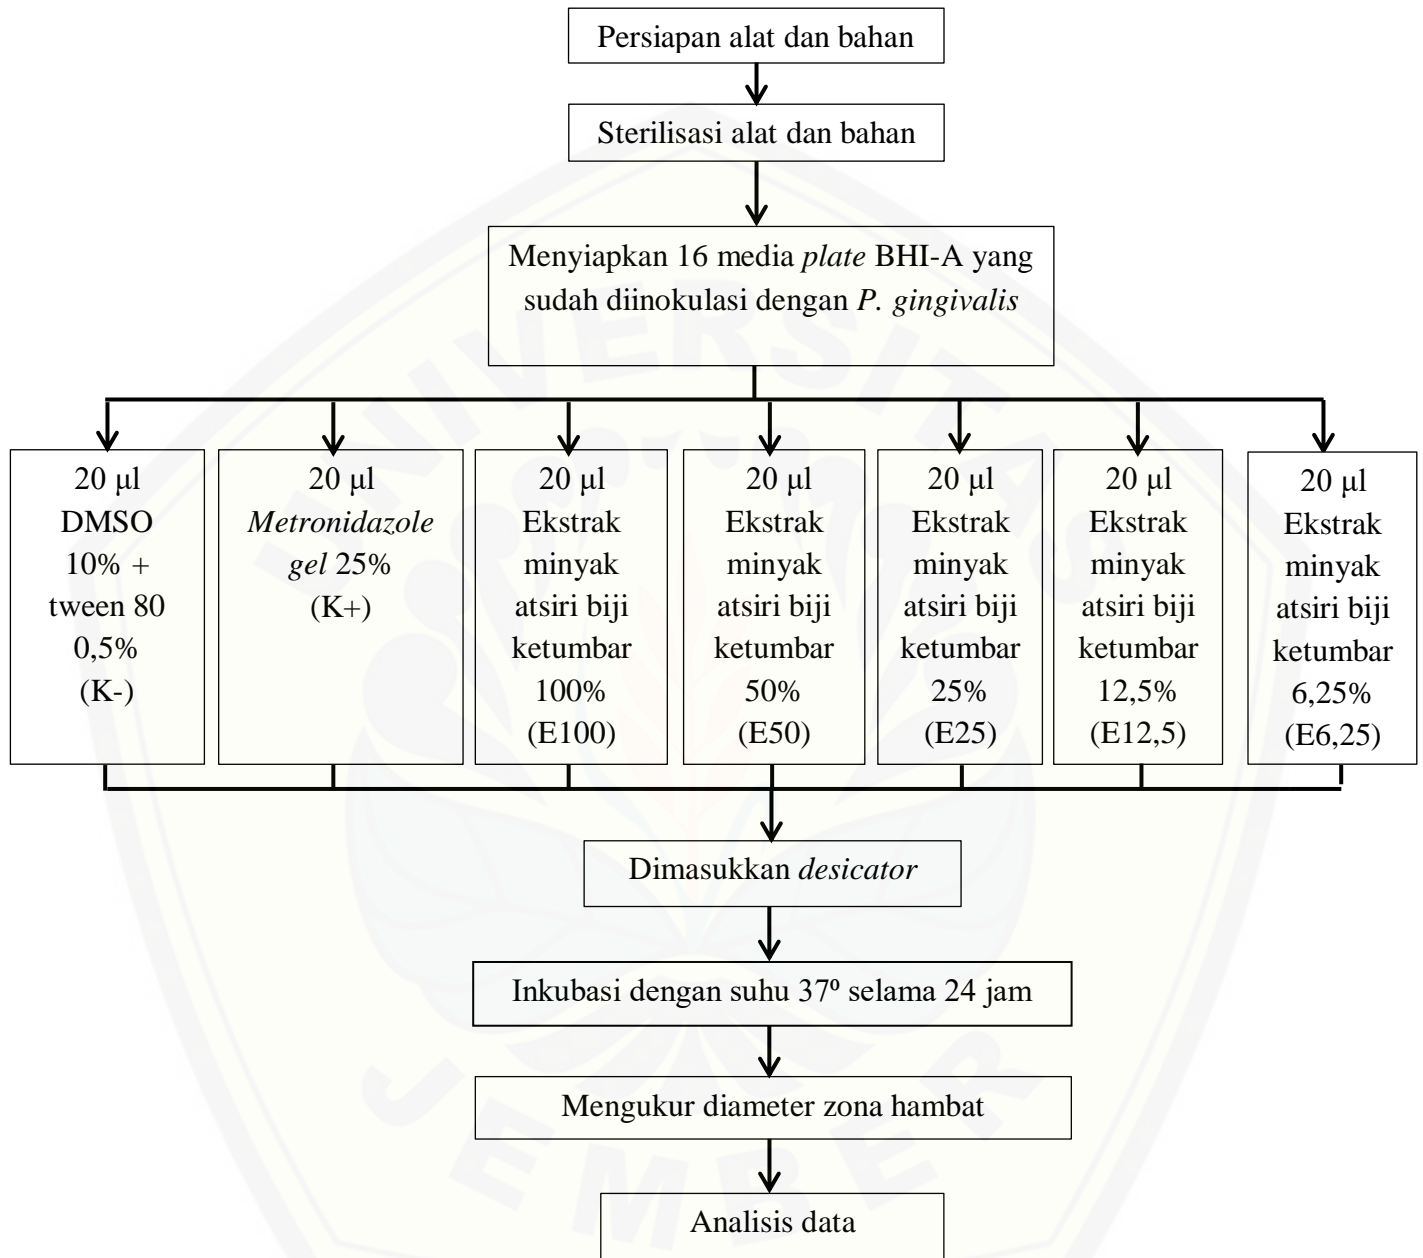 Persiapan alat dan bahan
Sterilisasi alat dan bahan
Menyiapkan 16 media plate BHI-A yang
sudah diinokulasi dengan P. gingivalis
20 μl
DMSO
10% +
tween 80
0,5%
(K-)
20 μl
Metronidazole
gel 25%
(K+)
20 μl
Ekstrak
minyak
atsiri biji
ketumbar
100%
(E100)
20 μl
Ekstrak
minyak
atsiri biji
ketumbar
50%
(E50)
20 μl
Ekstrak
minyak
atsiri biji
ketumbar
25%
(E25)
20 μl
Ekstrak
minyak
atsiri biji
ketumbar
12,5%
(E12,5)
20 μl
Ekstrak
minyak
atsiri biji
ketumbar
6,25%
(E6,25)
Dimasukkan desicator
Inkubasi dengan suhu 37º selama 24 jam
Mengukur diameter zona hambat
Analisis data
UNIVERSITAS
JEMBER